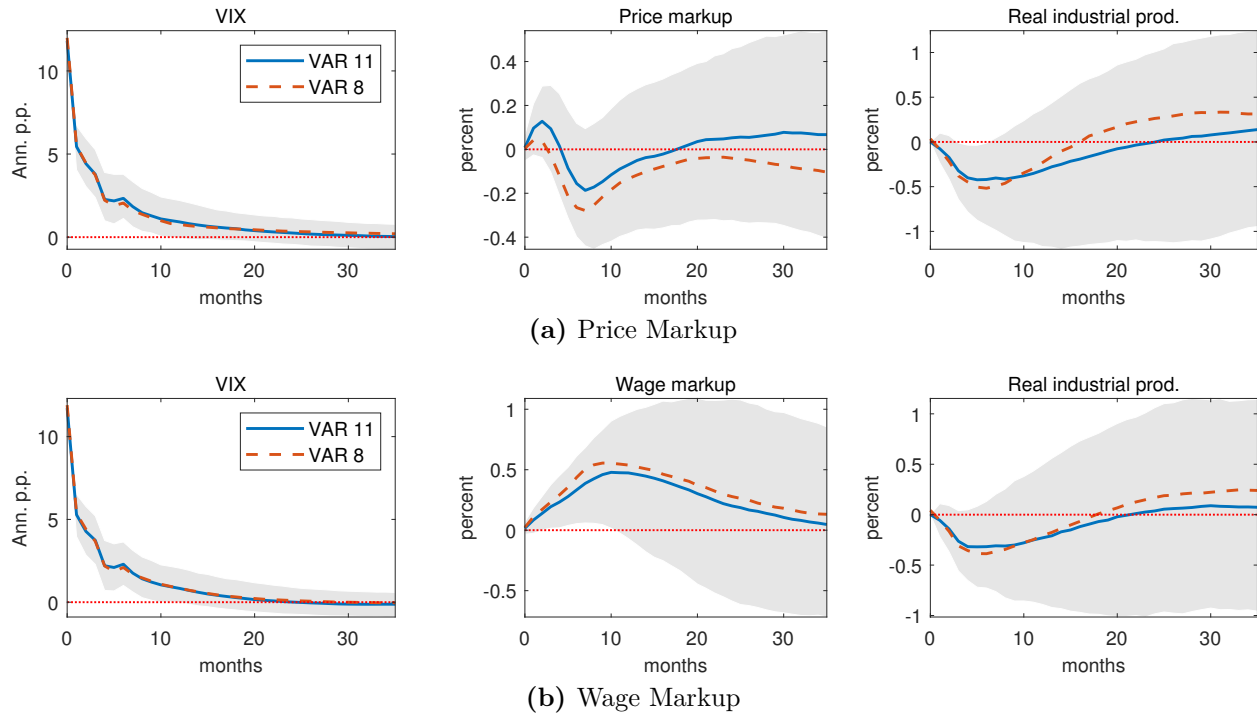 VIX
Price markup
Real industrial prod.
VAR 11
VAR 8
Ann. p.p.
percent
percent
10
5
0
0.4
0.2
0
-0.2
-0.4
1
0.5
0
-0.5
-1
0 10 20 30
0 10 20 30
0 10 20 30
months
months
months
(a) Price Markup
VIX
Wage markup
Real industrial prod.
VAR 11
VAR 8
Ann. p.p.
percent
percent
10
5
0
1
0.5
0
-0.5
1
0.5
0
-0.5
-1
0 10 20 30
0 10 20 30
0 10 20 30
months
months
months
(b) Wage Markup